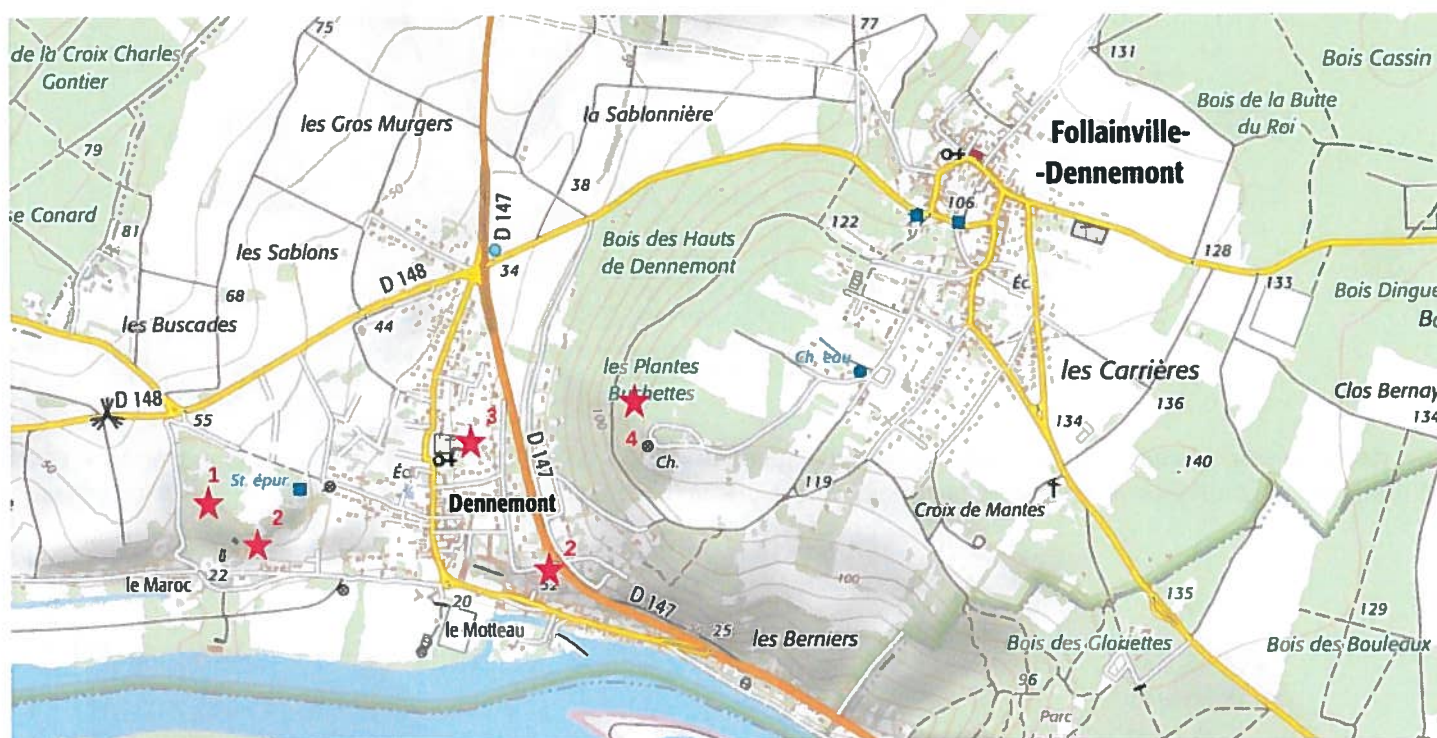 75
77
131
de la Croix Charles
Gontier
Bois Cassin
Bois de la Butte
du Roi
les Gros Murgers
la Sablonnière
Follainville-
-Dennemont
79
50
38
se Conard
81
D 147
106
122
Bois des Hauts
de Dennemont
les Sablons
D 148
34
128
133
Éc.
Bois Dingue
Bo
68
44
les Buscades
Ch. eau
les Plantes
Buchettes
les Carrières
Clos Bernay
134
D 148
55
136
134
100
3
4
Ch.
D 147
50
140
1
St. épur.
Éc.
119
Dennemont
Croix de Mantes
2
2
22
52
le Maroc
100
20
D 147
135
129
le Motteau
25
les Berniers
Bois des Gloriettes
Bois des Bouleaux
96
Parc